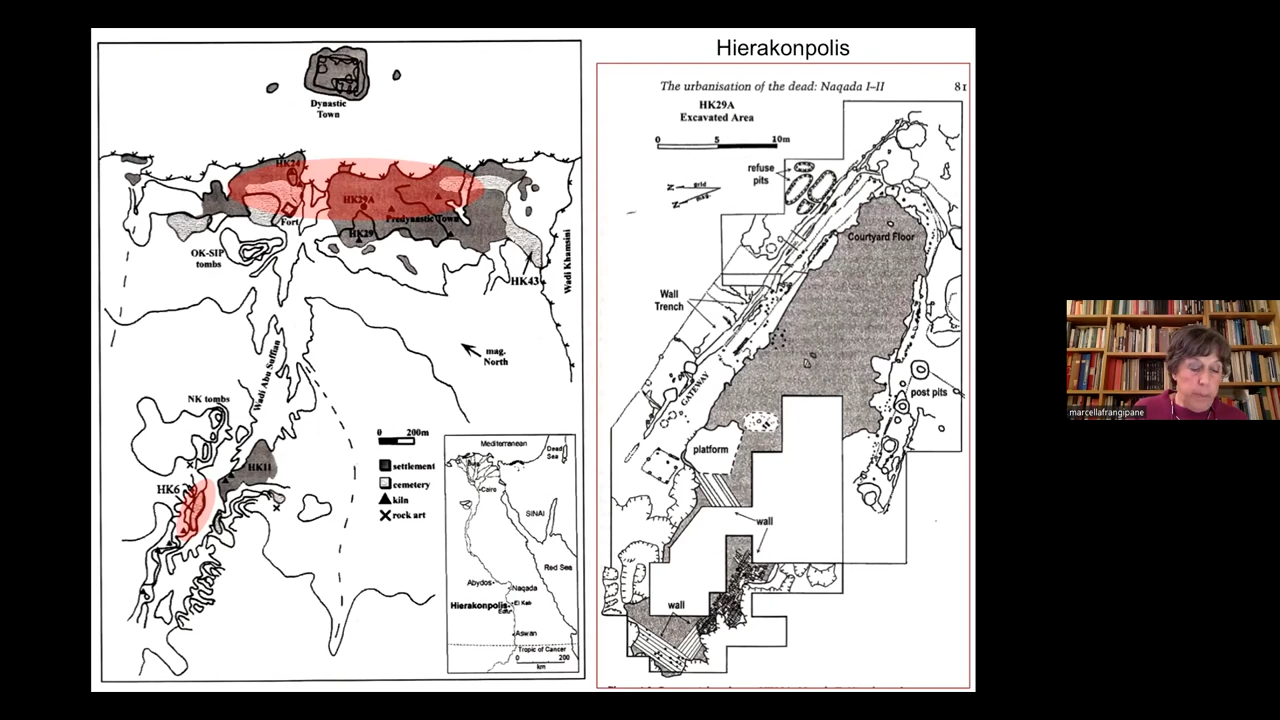 Hierakonpolis
Dynastic
Town
HK24
HK29A
Fort
Predynastic Town
HK29
OK-SIP
tombs
HK43
Wadi Khamsini
mag.
North
Wadi Abu Suffian
NK tombs
HK11
HK6
0 200m
settlement
cemetery
kiln
rock art
Mediterranean
Dead
Sea
Cairo
SINAI
Red Sea
Abydos
Naqada
Hierakonpolis
El Kab
Edfu
Aswan
Tropic of Cancer
0 200
km
The urbanisation of the dead: Naqada I–II 81
HK29A
Excavated Area
0 5 10m
refuse
pits
N grid
N mag.
Courtyard Floor
Wall
Trench
GATEWAY
post pits
platform
wall
wall
marcellafrangipane